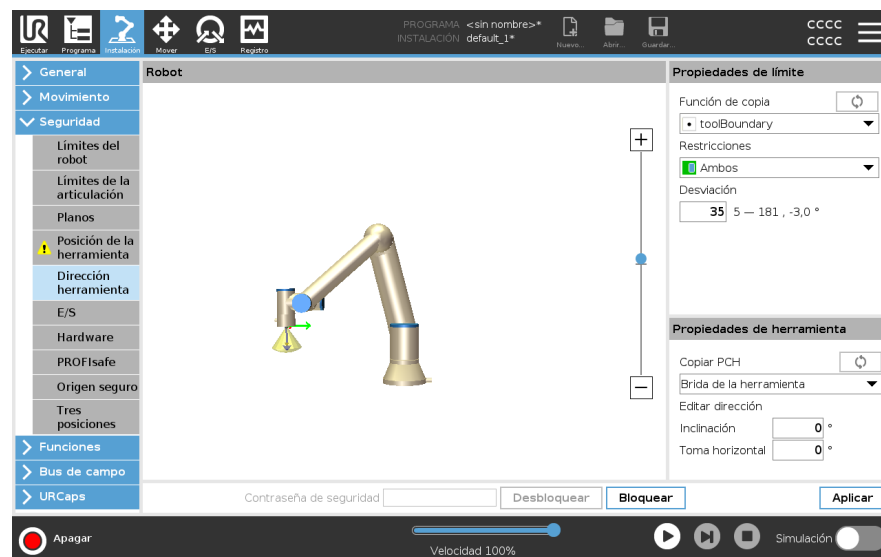 PROGRAMA <sin nombre>*
INSTALACIÓN default_1*
CCCC
CCCC
Ejecutar Programa Instalación Mover E/S Registro Nuevo... Abrir... Guardar...
General
Movimiento
Seguridad
Límites del
robot
Límites de la
articulación
Planos
Posición de la
herramienta
Dirección
herramienta
E/S
Hardware
PROFIsafe
Origen seguro
Tres
posiciones
Funciones
Bus de campo
URCaps
Robot
Propiedades de límite
Función de copia
toolBoundary
Restricciones
Ambos
Desviación
35 5 — 181 , -3,0 °
Propiedades de herramienta
Copiar PCH
Brida de la herramienta
Editar dirección
Inclinación 0 °
Toma horizontal 0 °
Contraseña de seguridad Desbloquear Bloquear Aplicar
Apagar
Velocidad 100%
Simulación